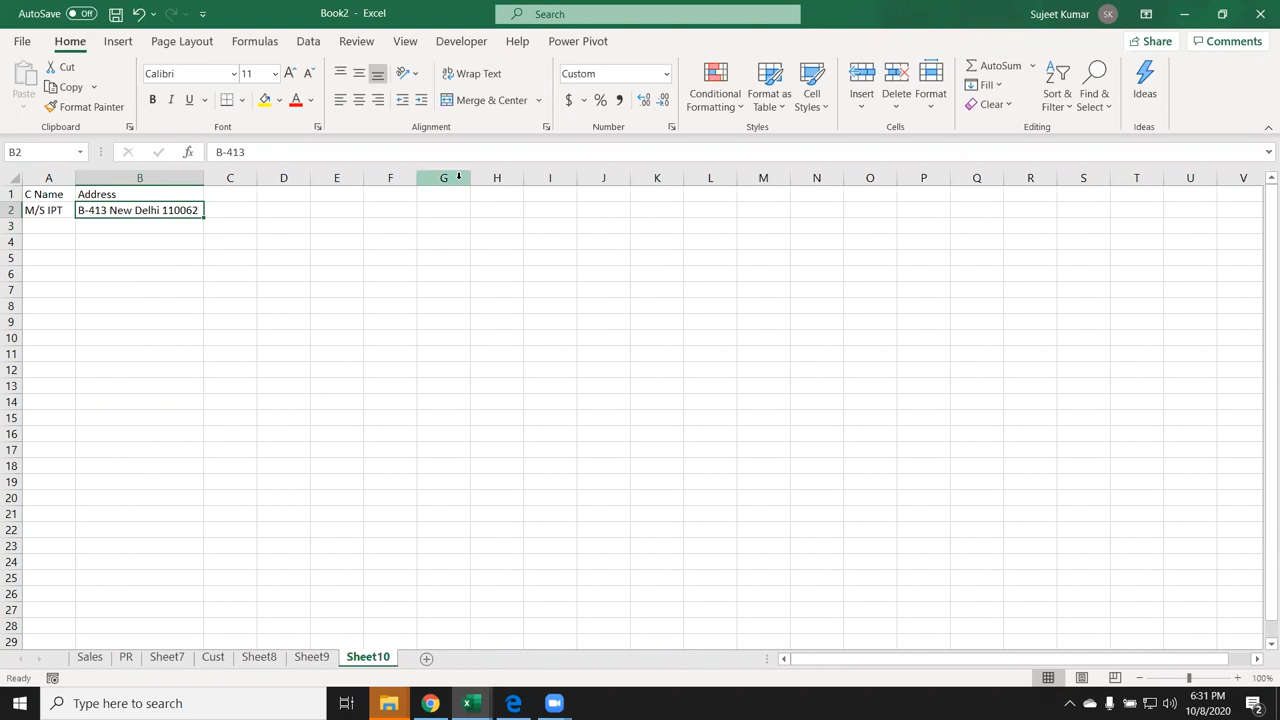 AutoSave Off
Book2 - Excel
Search
Sujeet Kumar SK
File Home Insert Page Layout Formulas Data Review View Developer Help Power Pivot
Share Comments
Paste
Cut
Copy
Format Painter
Clipboard
Calibri 11
B I U
Font
Wrap Text
Merge & Center
Alignment
Custom
$ % ,
Number
Conditional Formatting
Format as Table
Cell Styles
Styles
Insert
Delete
Format
Cells
AutoSum
Fill
Clear
Sort & Filter
Find & Select
Editing
Ideas
Ideas
B2 fx B-413
A B C D E F G H I J K L M N O P Q R S T U V
1 C Name Address
2 M/S IPT B-413 New Delhi 110062
3
4
5
6
7
8
9
10
11
12
13
14
15
16
17
18
19
20
21
22
23
24
25
26
27
28
29
Sales PR Sheet7 Cust Sheet8 Sheet9 Sheet10
Ready
100%
Type here to search
6:31 PM
10/8/2020
2